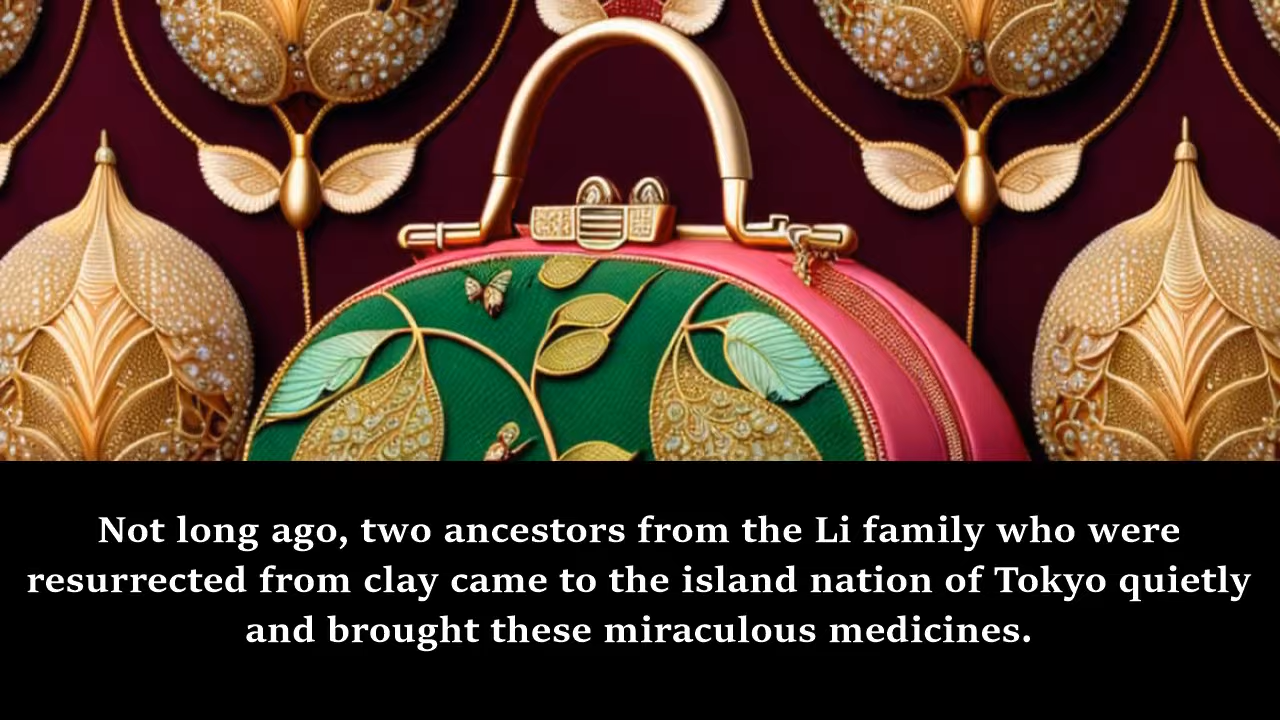 Not long ago, two ancestors from the Li family who were
resurrected from clay came to the island nation of Tokyo quietly
and brought these miraculous medicines.